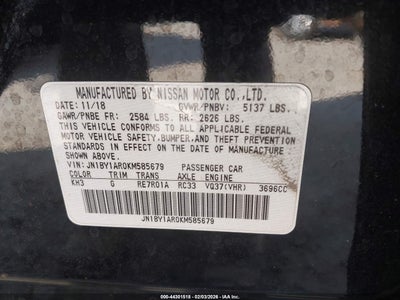 MANUFACTURED BY NISSAN MOTOR CO.,LTD.
DATE: 11/18 GVWR/PNBV: 5137 LBS.
GAWR/PNBE FR: 2584 LBS. RR: 2626 LBS.
THIS VEHICLE CONFORMS TO ALL APPLICABLE FEDERAL
MOTOR VEHICLE SAFETY, BUMPER, AND THEFT PREVENTION
STANDARDS IN EFFECT ON THE DATE OF MANUFACTURE
SHOWN ABOVE.
VIN: JN1BY1AR0KM585679 PASSENGER CAR
COLOR TRIM TRANS AXLE ENGINE
KH3 G RE7R01A RC33 VQ37(VHR) 3696CC
JN1BY1AR0KM585679
IAA 000-44301518 - 02/03/2026 - IAAI.COM